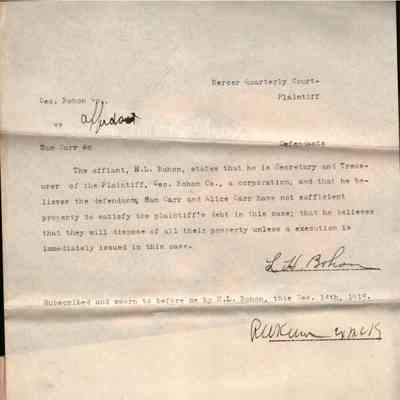 Mercer Quarterly Court.
Geo. Bohon Co.,
Plaintiff
vs
affidavit
Sam Carr &c
Defendants
The affiant, H.L. Bohon, states that he is Secretary and Treas-
urer of the Plaintiff, Geo. Bohon Co., a corporation, and that he be-
lieves the defendants, Sam Carr and Alice Carr have not sufficient
property to satisfy the plaintiff's debt in this case; that he believes
that they will dispose of all their property unless a execution is
immediately issued in this case.
Bohon
Subscribed and sworn to before me by H.L. Bohon, this Dec. 14th,